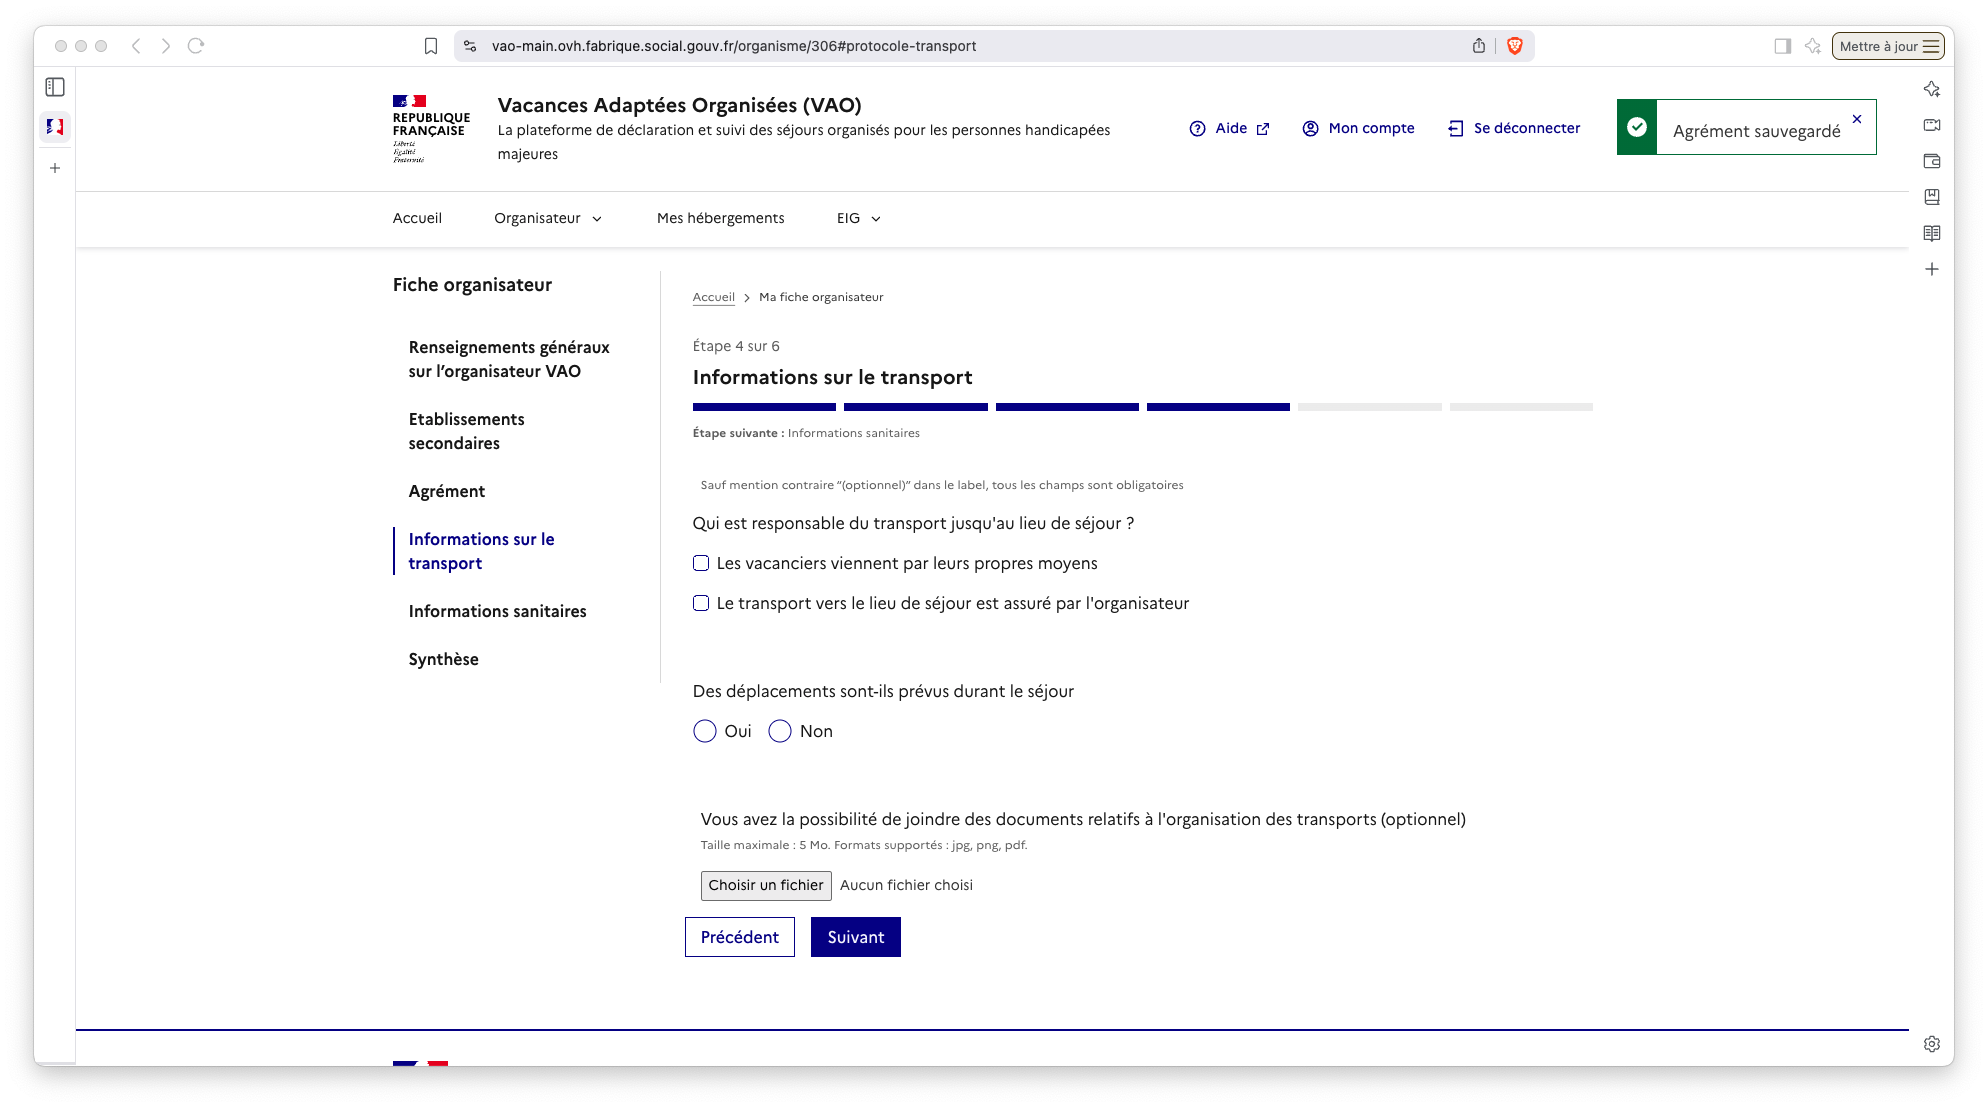 vao-main.ovh.fabrique.social.gouv.fr/organisme/306#protocole-transport
Mettre à jour
RÉPUBLIQUE
FRANÇAISE
Liberté
Égalité
Fraternité
Vacances Adaptées Organisées (VAO)
La plateforme de déclaration et suivi des séjours organisés pour les personnes handicapées
majeures
Aide
Mon compte
Se déconnecter
Agrément sauvegardé
Accueil
Organisateur
Mes hébergements
EIG
Fiche organisateur
Renseignements généraux
sur l’organisateur VAO
Etablissements
secondaires
Agrément
Informations sur le
transport
Informations sanitaires
Synthèse
Accueil
Ma fiche organisateur
Étape 4 sur 6
Informations sur le transport
Étape suivante : Informations sanitaires
Sauf mention contraire “(optionnel)” dans le label, tous les champs sont obligatoires
Qui est responsable du transport jusqu'au lieu de séjour ?
Les vacanciers viennent par leurs propres moyens
Le transport vers le lieu de séjour est assuré par l'organisateur
Des déplacements sont-ils prévus durant le séjour
Oui
Non
Vous avez la possibilité de joindre des documents relatifs à l'organisation des transports (optionnel)
Taille maximale : 5 Mo. Formats supportés : jpg, png, pdf.
Choisir un fichier
Aucun fichier choisi
Précédent
Suivant